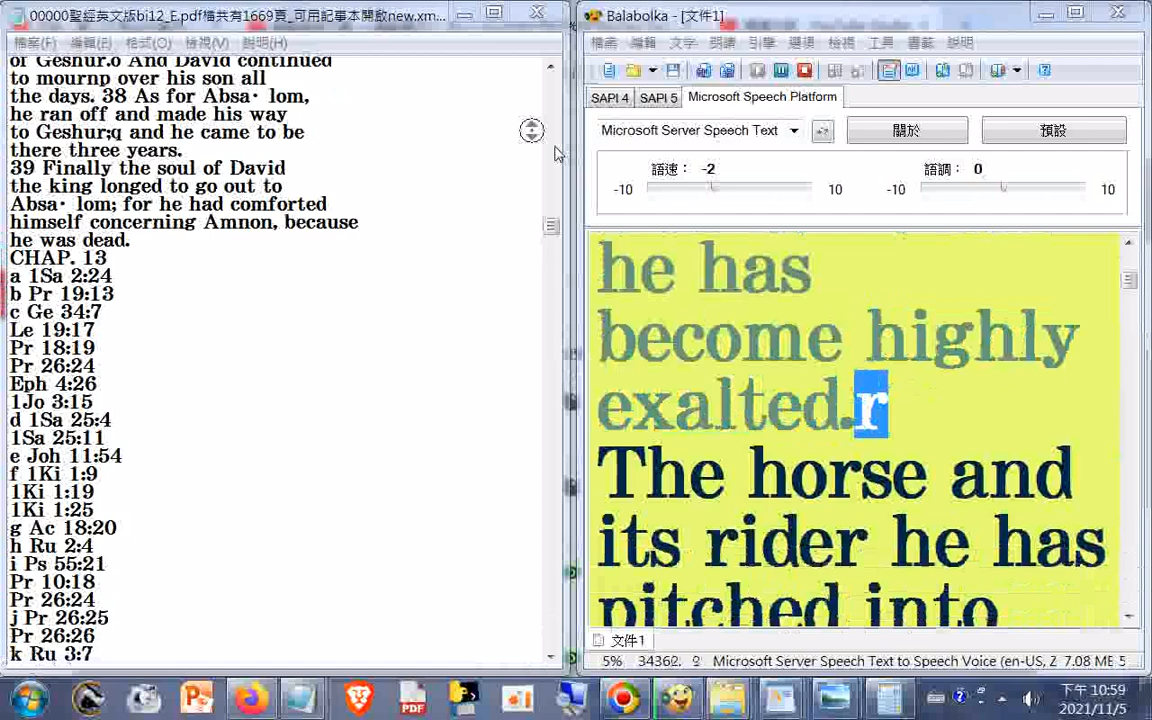 00000聖經英文版bi12_E.pdf檔共有1669頁_可用記事本開啟new.xm...
檔案(F) 編輯(E) 格式(O) 檢視(V) 說明(H)
of Geshur.o And David continued
to mournp over his son all
the days. 38 As for Absa· lom,
he ran off and made his way
to Geshur;q and he came to be
there three years.
39 Finally the soul of David
the king longed to go out to
Absa· lom; for he had comforted
himself concerning Amnon, because
he was dead.
CHAP. 13
a 1Sa 2:24
b Pr 19:13
c Ge 34:7
Le 19:17
Pr 18:19
Pr 26:24
Eph 4:26
1Jo 3:15
d 1Sa 25:4
1Sa 25:11
e Joh 11:54
f 1Ki 1:9
1Ki 1:19
1Ki 1:25
g Ac 18:20
h Ru 2:4
i Ps 55:21
Pr 10:18
Pr 26:24
j Pr 26:25
Pr 26:26
k Ru 3:7
Balabolka - [文件1]
檔案 編輯 文字 朗讀 引擎 選項 檢視 工具 書籤 說明
SAPI 4 SAPI 5 Microsoft Speech Platform
Microsoft Server Speech Text 關於 預設
語速： -2 語調： 0
-10 10 -10 10
he has
become highly
exalted.r
The horse and
its rider he has
pitched into
文件1
5% 34362. Microsoft Server Speech Text to Speech Voice (en-US, Z 7.08 MB 5
PDF
下午 10:59
2021/11/5